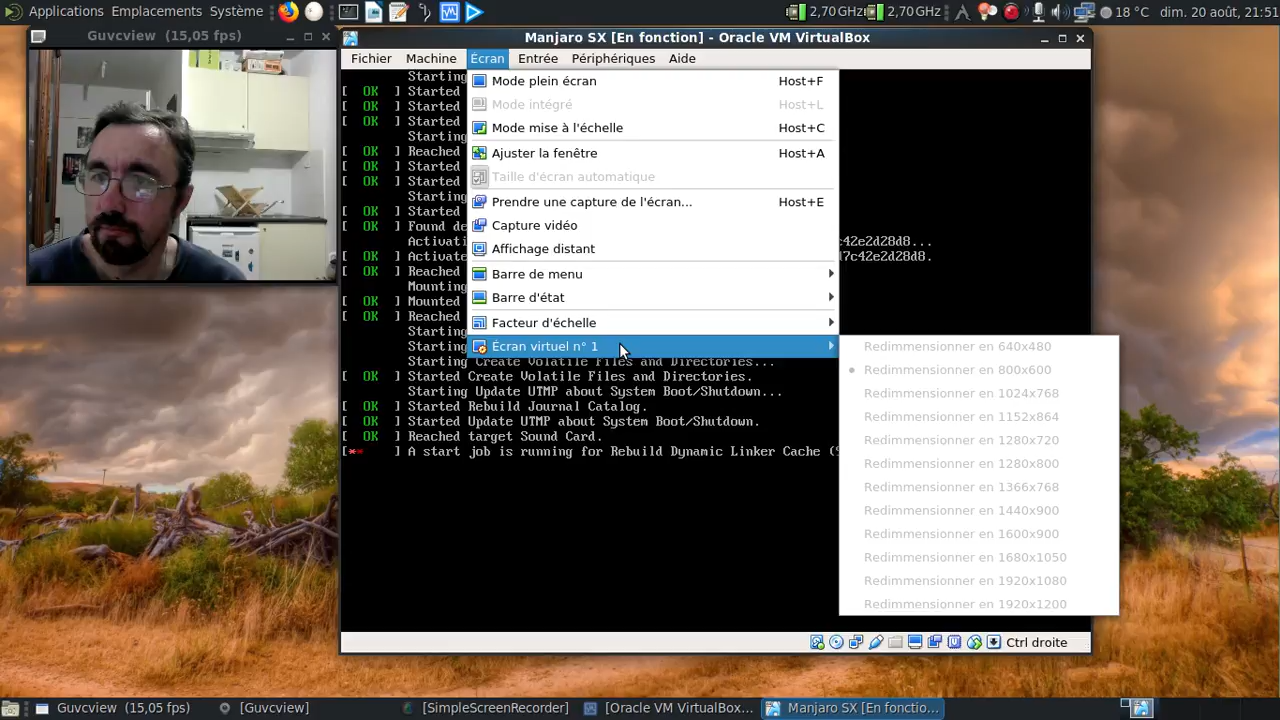 Applications Emplacements Système 2,70 GHz 2,70 GHz 18 °C dim. 20 août, 21:51
Guvcview (15,05 fps)
Manjaro SX [En fonction] - Oracle VM VirtualBox
Fichier Machine Écran Entrée Périphériques Aide
Mode plein écran Host+F
Mode intégré Host+L
Mode mise à l'échelle Host+C
Ajuster la fenêtre Host+A
Taille d'écran automatique
Prendre une capture de l'écran... Host+E
Capture vidéo
Affichage distant
Barre de menu
Barre d'état
Facteur d'échelle
Écran virtuel n° 1
Redimmensionner en 640x480
Redimmensionner en 800x600
Redimmensionner en 1024x768
Redimmensionner en 1152x864
Redimmensionner en 1280x720
Redimmensionner en 1280x800
Redimmensionner en 1366x768
Redimmensionner en 1440x900
Redimmensionner en 1600x900
Redimmensionner en 1680x1050
Redimmensionner en 1920x1080
Redimmensionner en 1920x1200
Starting
[ OK ] Started
[ OK ] Started
[ OK ] Started
Starting
[ OK ] Reached
[ OK ] Started
[ OK ] Started
Starting
[ OK ] Started
[ OK ] Found de
Activati c42e2d28d8...
[ OK ] Activate 7c42e2d28d8.
[ OK ] Reached
Mounting
[ OK ] Mounted
[ OK ] Reached
Starting
Starting
Starting Create Volatile Files and Directories...
[ OK ] Started Create Volatile Files and Directories.
Starting Update UTMP about System Boot/Shutdown...
[ OK ] Started Rebuild Journal Catalog.
[ OK ] Started Update UTMP about System Boot/Shutdown.
[ OK ] Reached target Sound Card.
[** ] A start job is running for Rebuild Dynamic Linker Cache
Ctrl droite
Guvcview (15,05 fps) [Guvcview] [SimpleScreenRecorder] [Oracle VM VirtualBox... Manjaro SX [En fonctio...